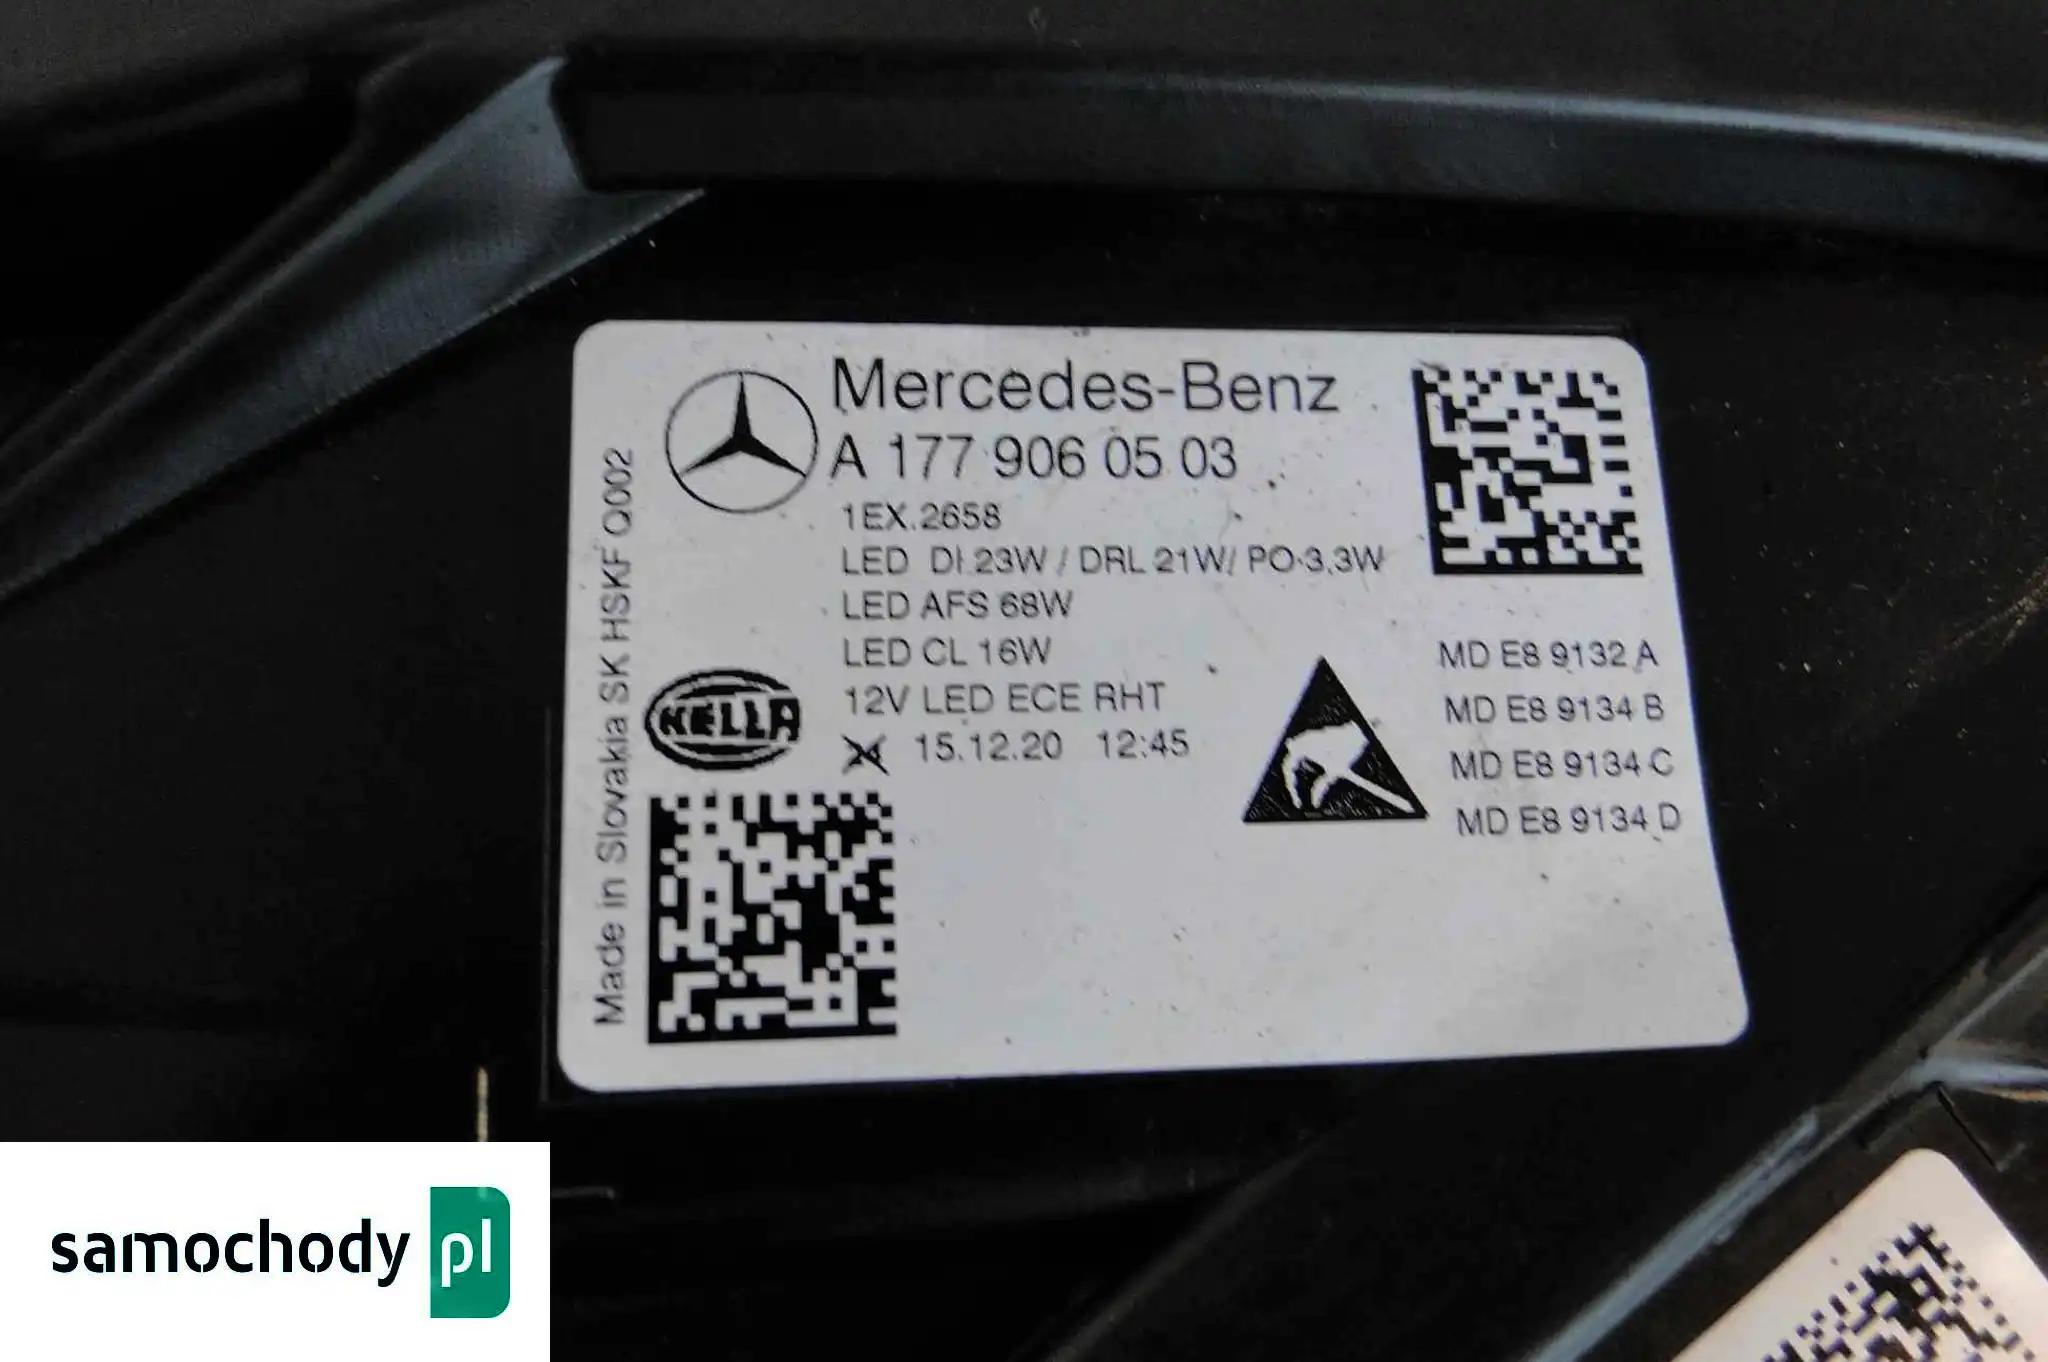 Mercedes-Benz
A 177 906 05 03
1EX.2658
LED DI 23W / DRL 21W/ PO 3,3W
LED AFS 68W
LED CL 16W
12V LED ECE RHT
15.12.20 12:45
HELLA
Made in Slovakia SK HSKF Q002
MD E8 9132 A
MD E8 9134 B
MD E8 9134 C
MD E8 9134 D
samochody pl